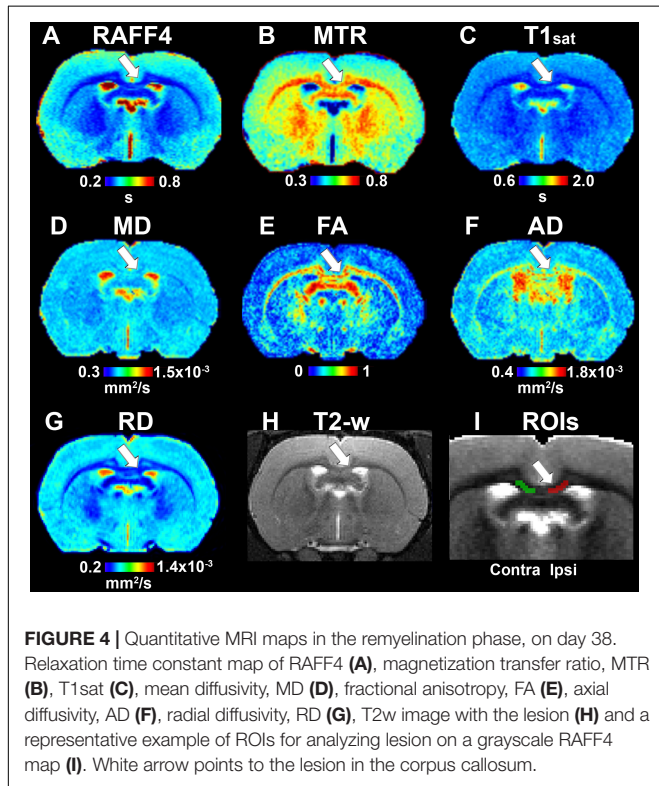 A RAFF4 B MTR C T1sat
0.2 0.8 0.3 0.8 0.6 2.0
s s
D MD E FA F AD
0.3 1.5x10-3 0 1 0.4 1.8x10-3
mm2/s mm2/s
G RD H T2-w I ROIs
0.2 1.4x10-3 Contra Ipsi
mm2/s
FIGURE 4 | Quantitative MRI maps in the remyelination phase, on day 38.
Relaxation time constant map of RAFF4 (A), magnetization transfer ratio, MTR
(B), T1sat (C), mean diffusivity, MD (D), fractional anisotropy, FA (E), axial
diffusivity, AD (F), radial diffusivity, RD (G), T2w image with the lesion (H) and a
representative example of ROIs for analyzing lesion on a grayscale RAFF4
map (I). White arrow points to the lesion in the corpus callosum.